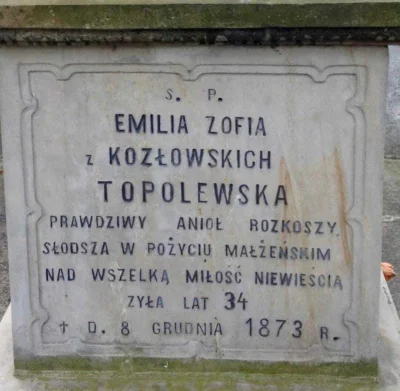 S. P.
EMILIA ZOFIA
z KOZŁOWSKICH
TOPOLEWSKA
PRAWDZIWY ANIOŁ ROZKOSZY,
SŁODSZA W POŻYCIU MAŁŻEŃSKIM
NAD WSZELKĄ MIŁOŚĆ NIEWIEŚCIĄ
ŻYŁA LAT 34
† D. 8 GRUDNIA 1873 R.